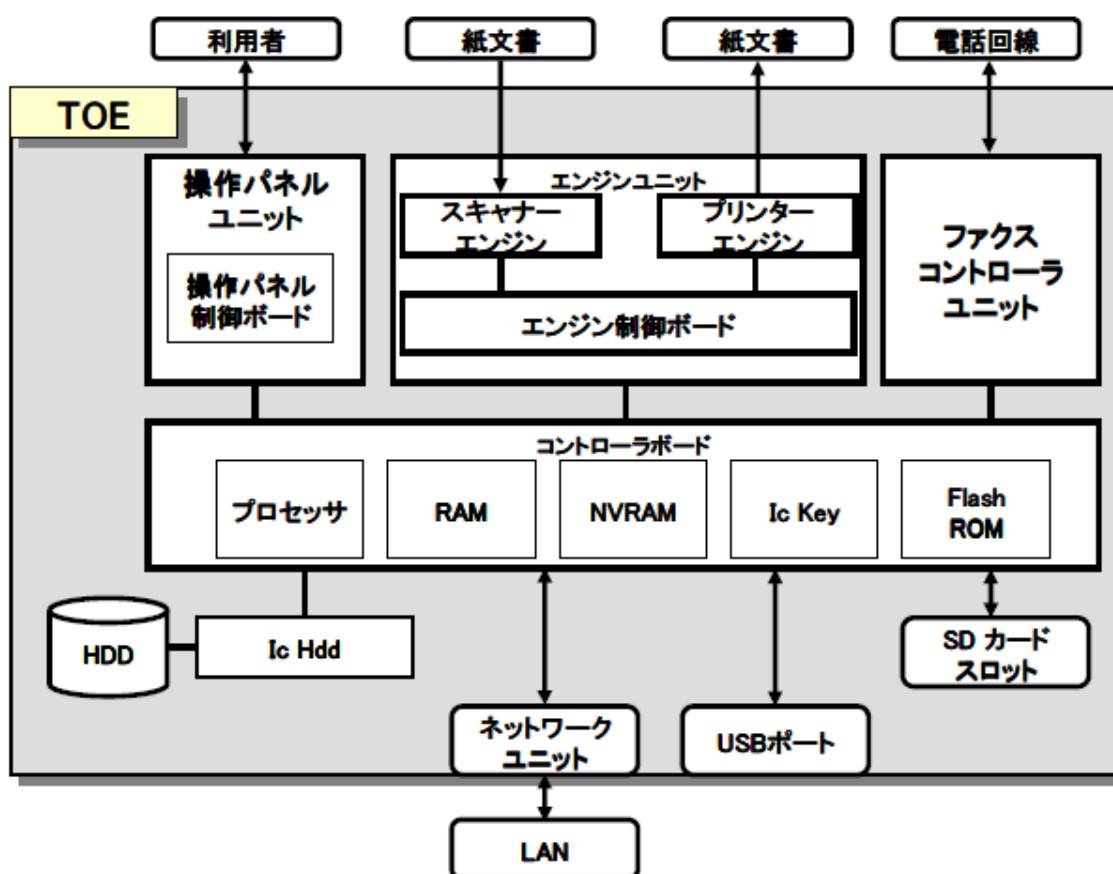 利用者
紙文書
紙文書
電話回線
TOE
操作パネル
ユニット
操作パネル
制御ボード
エンジンユニット
スキャナー
エンジン
プリンター
エンジン
エンジン制御ボード
ファクス
コントローラ
ユニット
コントローラボード
プロセッサ
RAM
NVRAM
Ic Key
Flash
ROM
HDD
Ic Hdd
SD カード
スロット
ネットワーク
ユニット
USBポート
LAN